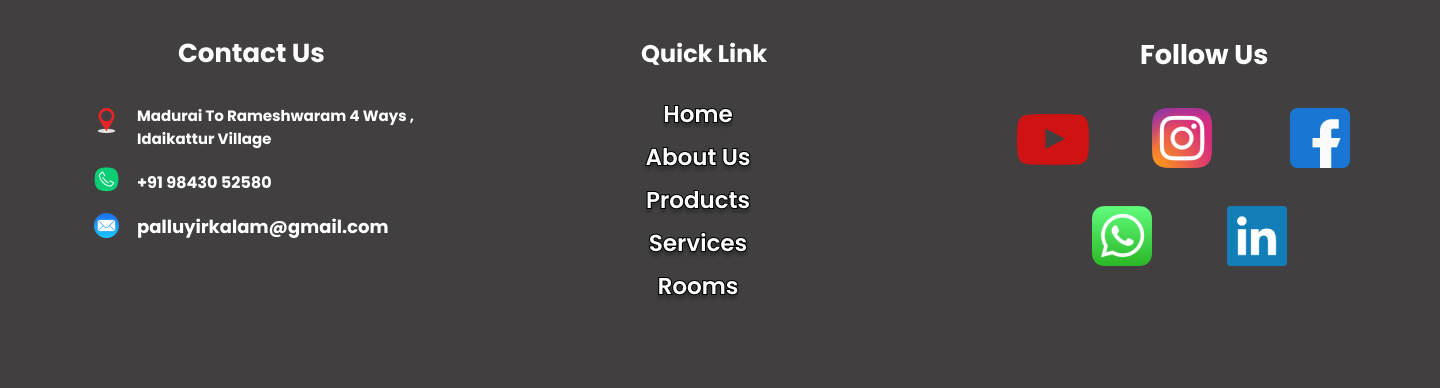 Contact Us
Madurai To Rameshwaram 4 Ways ,
Idaikattur Village
+91 98430 52580
palluyirkalam@gmail.com
Quick Link
Home
About Us
Products
Services
Rooms
Follow Us
in